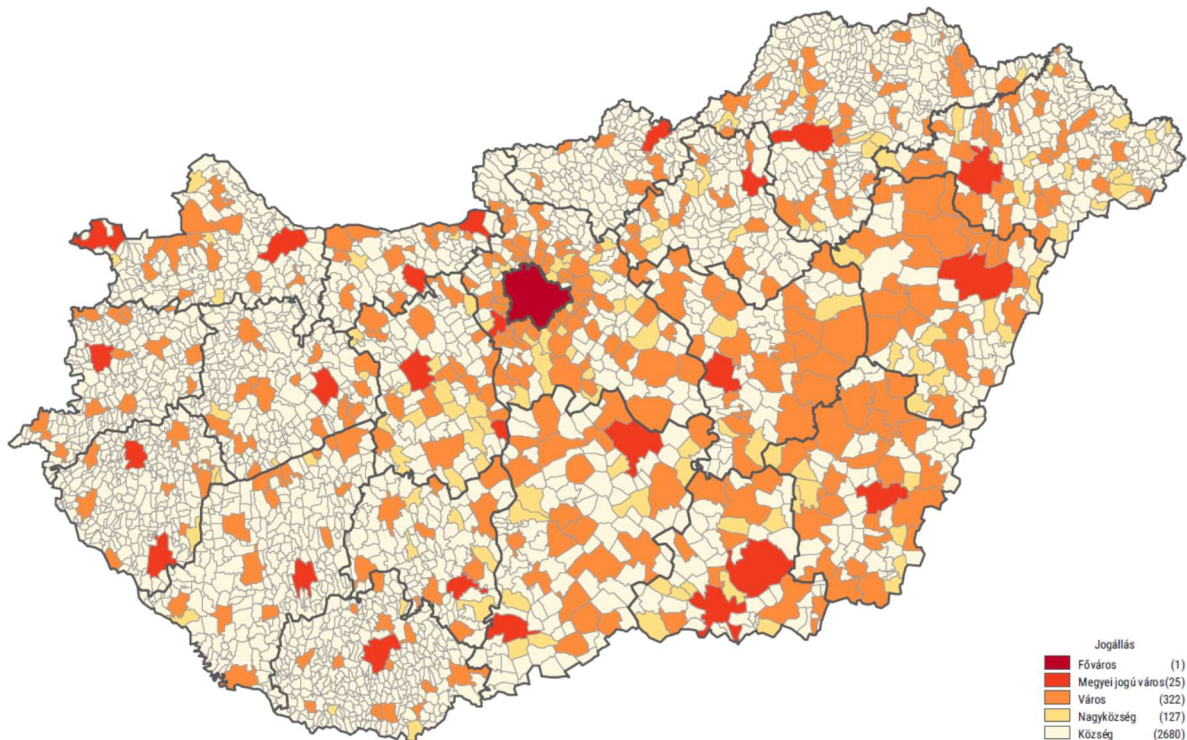 Jogállás
Főváros (1)
Megyei jogú város(25)
Város (322)
Nagyközség (127)
Község (2680)